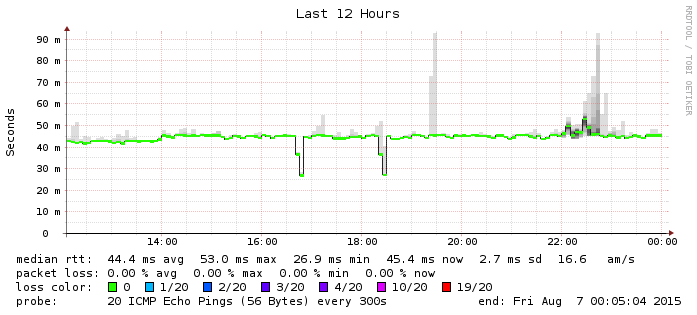 Last 12 Hours
RRDTOOL / TOBI OETIKER
Seconds
90 m
80 m
70 m
60 m
50 m
40 m
30 m
20 m
10 m
0
14:00 16:00 18:00 20:00 22:00 00:00
median rtt: 44.4 ms avg 53.0 ms max 26.9 ms min 45.4 ms now 2.7 ms sd 16.6 am/s
packet loss: 0.00 % avg 0.00 % max 0.00 % min 0.00 % now
loss color: 0 1/20 2/20 3/20 4/20 10/20 19/20
probe: 20 ICMP Echo Pings (56 Bytes) every 300s end: Fri Aug 7 00:05:04 2015